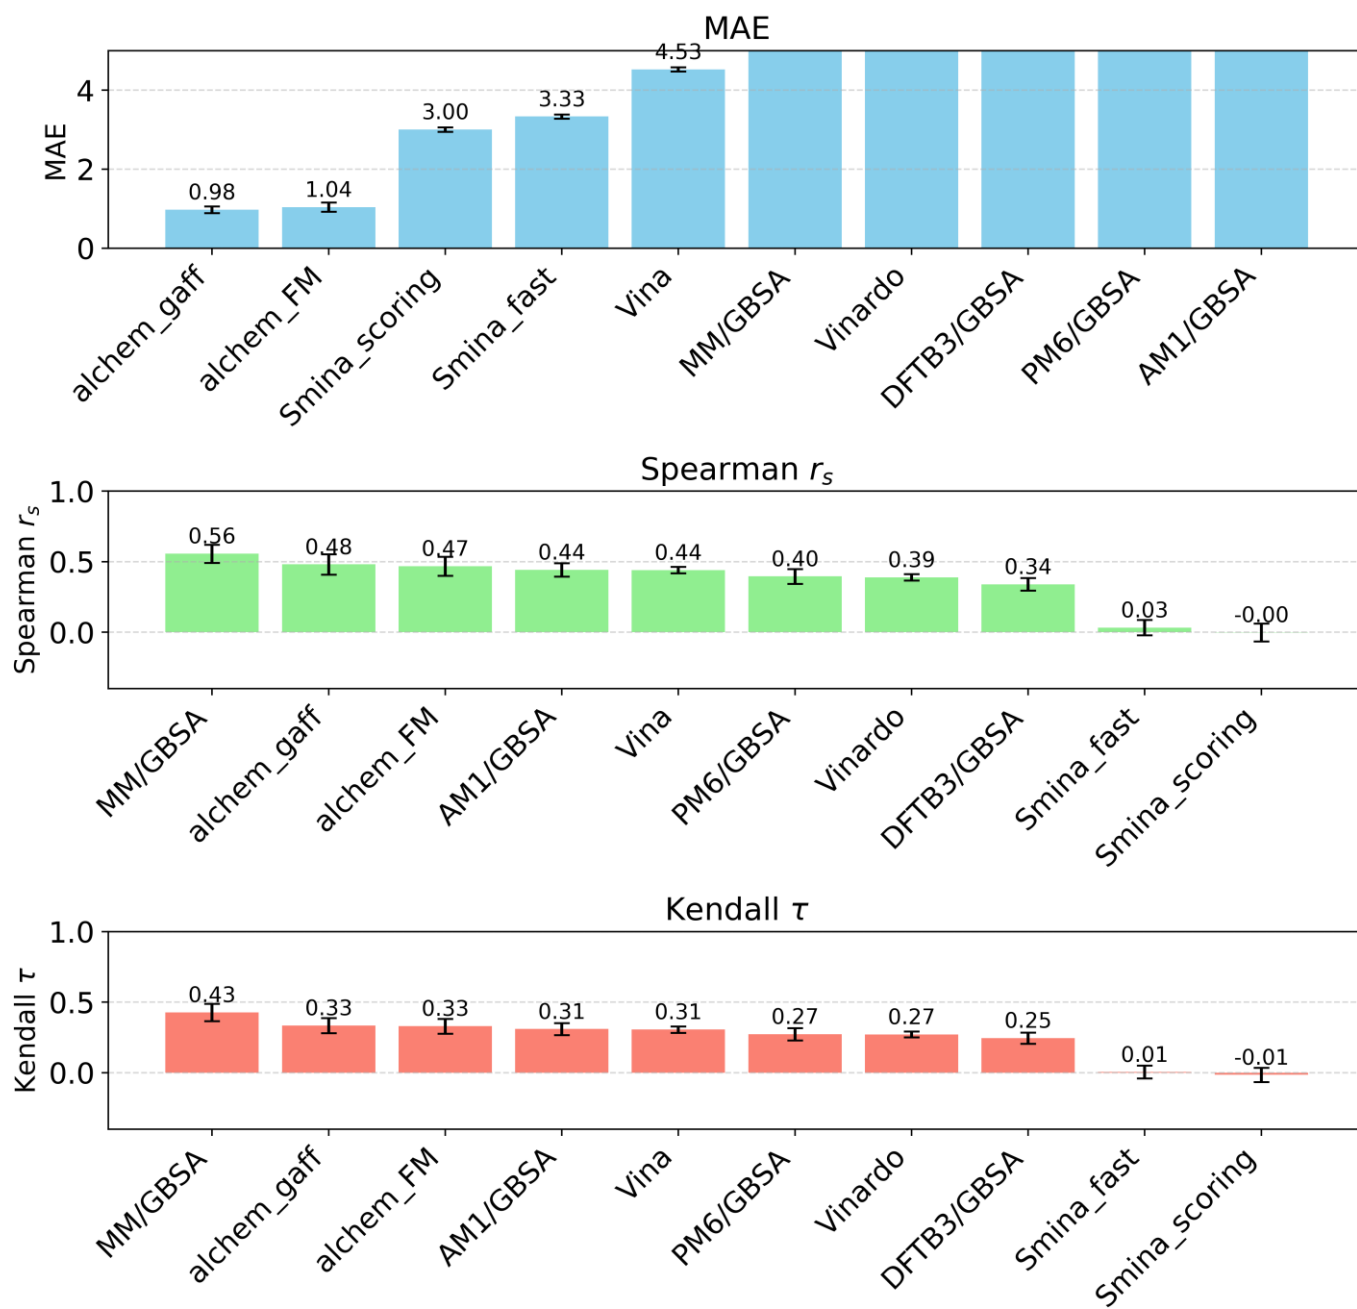 MAE
MAE
4
2
0
0.98
1.04
3.00
3.33
4.53
alchem_gaff
alchem_FM
Smina_scoring
Smina_fast
Vina
MM/GBSA
Vinardo
DFTB3/GBSA
PM6/GBSA
AM1/GBSA
Spearman rₛ
Spearman rₛ
1.0
0.5
0.0
0.56
0.48
0.47
0.44
0.44
0.40
0.39
0.34
0.03
-0.00
MM/GBSA
alchem_gaff
alchem_FM
AM1/GBSA
Vina
PM6/GBSA
Vinardo
DFTB3/GBSA
Smina_fast
Smina_scoring
Kendall τ
Kendall τ
1.0
0.5
0.0
0.43
0.33
0.33
0.31
0.31
0.27
0.27
0.25
0.01
-0.01
MM/GBSA
alchem_gaff
alchem_FM
AM1/GBSA
Vina
PM6/GBSA
Vinardo
DFTB3/GBSA
Smina_fast
Smina_scoring